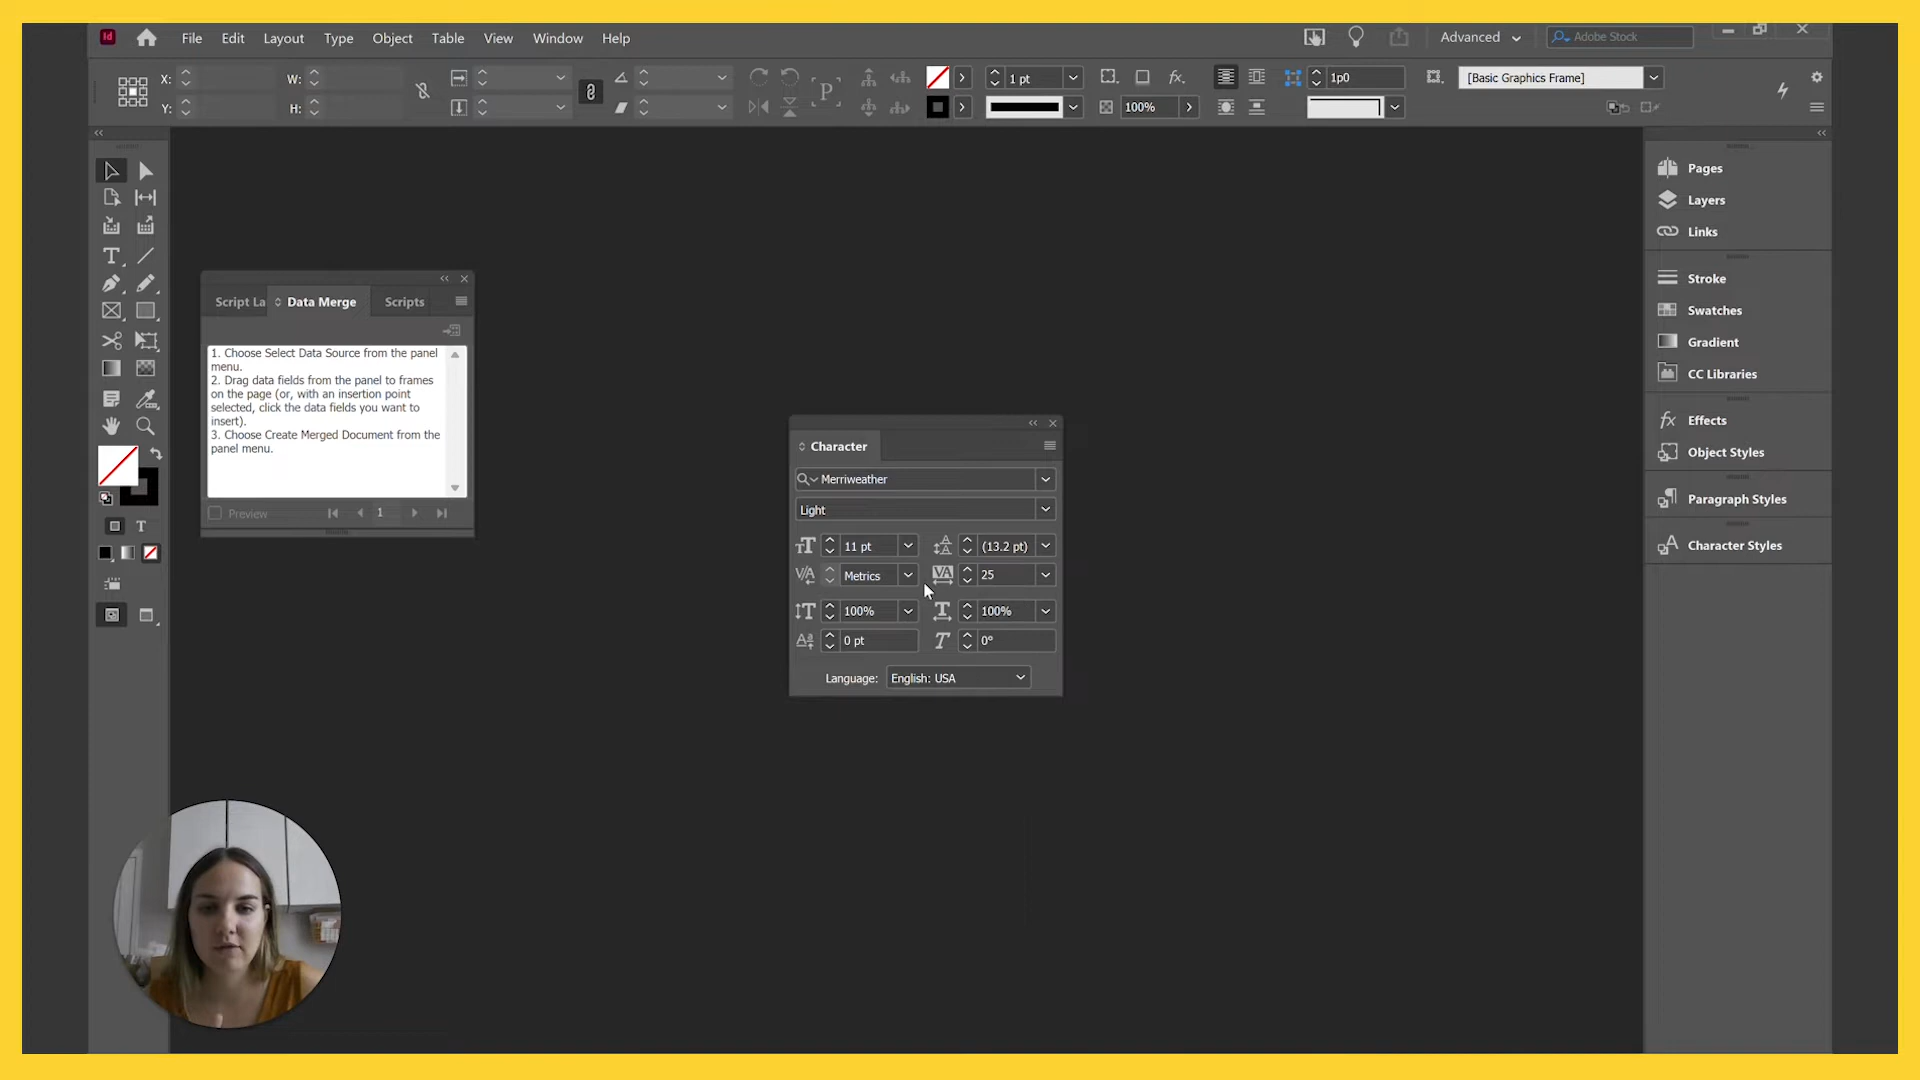 Id File Edit Layout Type Object Table View Window Help Advanced Adobe Stock
X: W: 1 pt 1p0 [Basic Graphics Frame]
Y: H: P 100%
Script La Data Merge Scripts
1. Choose Select Data Source from the panel
menu.
2. Drag data fields from the panel to frames
on the page (or, with an insertion point
selected, click the data fields you want to
insert).
3. Choose Create Merged Document from the
panel menu.
Preview 1
Character
Merriweather
Light
11 pt (13.2 pt)
Metrics 25
100% 100%
0 pt 0°
Language: English: USA
Pages
Layers
Links
Stroke
Swatches
Gradient
CC Libraries
fx Effects
Object Styles
Paragraph Styles
Character Styles